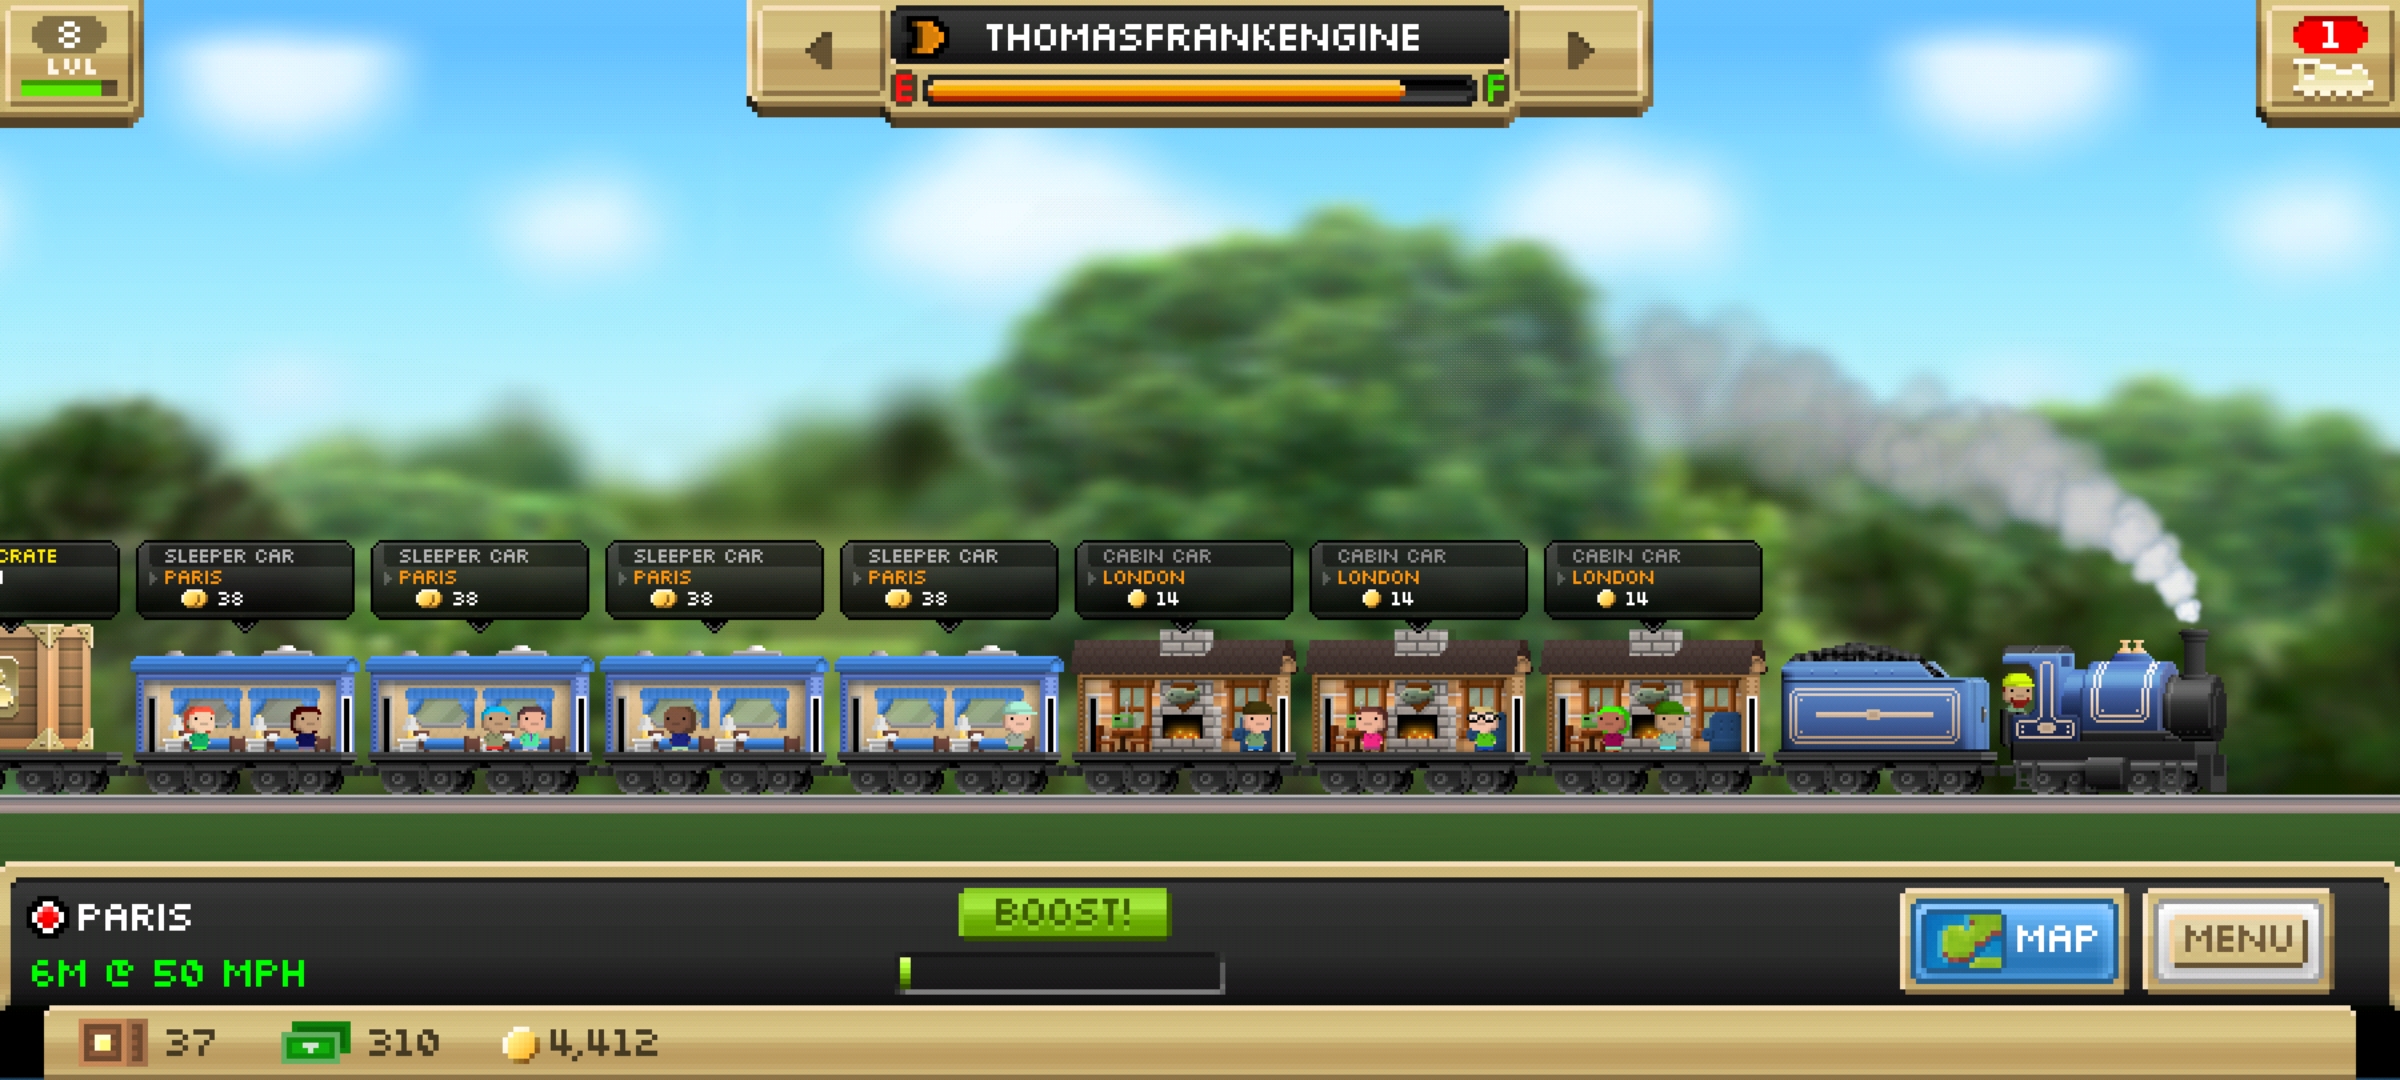 8
LVL
THOMASFRANKENGINE
E F
1
CRATE
SLEEPER CAR
PARIS
38
SLEEPER CAR
PARIS
38
SLEEPER CAR
PARIS
38
SLEEPER CAR
PARIS
38
CABIN CAR
LONDON
14
CABIN CAR
LONDON
14
CABIN CAR
LONDON
14
PARIS
6M @ 50 MPH
BOOST!
MAP
MENU
37
310
4,412